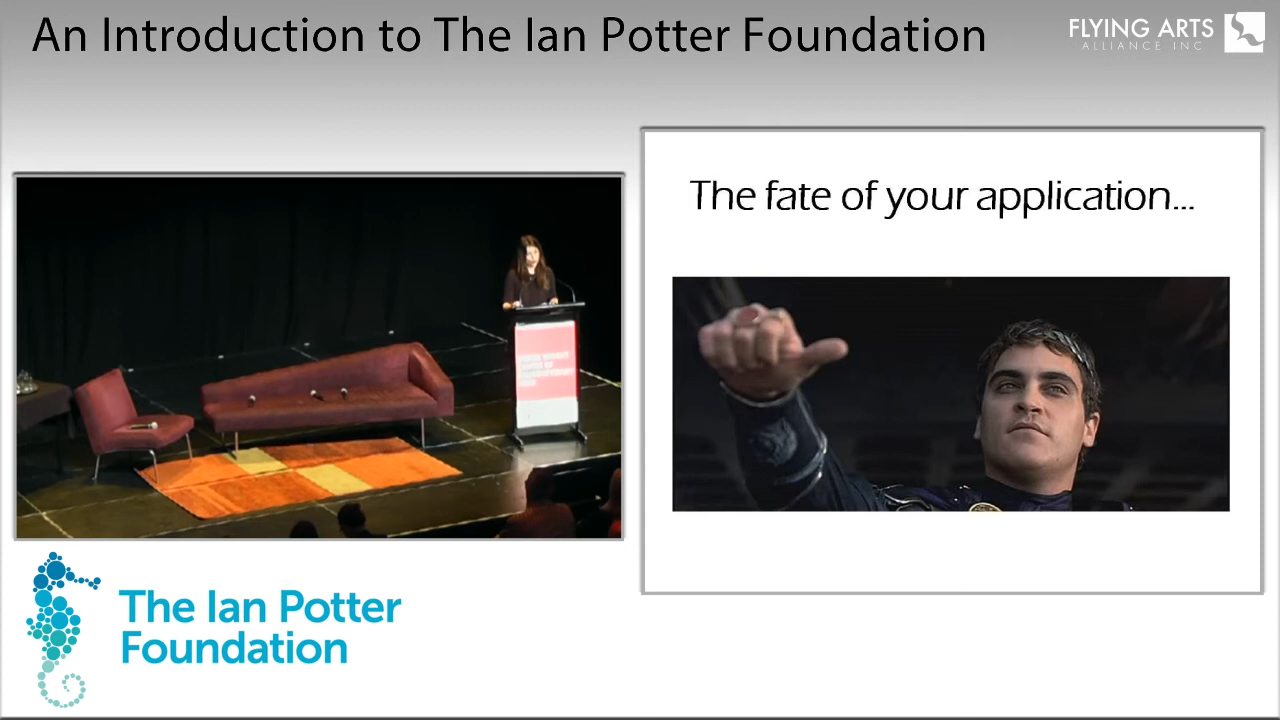 An Introduction to The Ian Potter Foundation
FLYING ARTS
ALLIANCE INC
The fate of your application...
The Ian Potter
Foundation